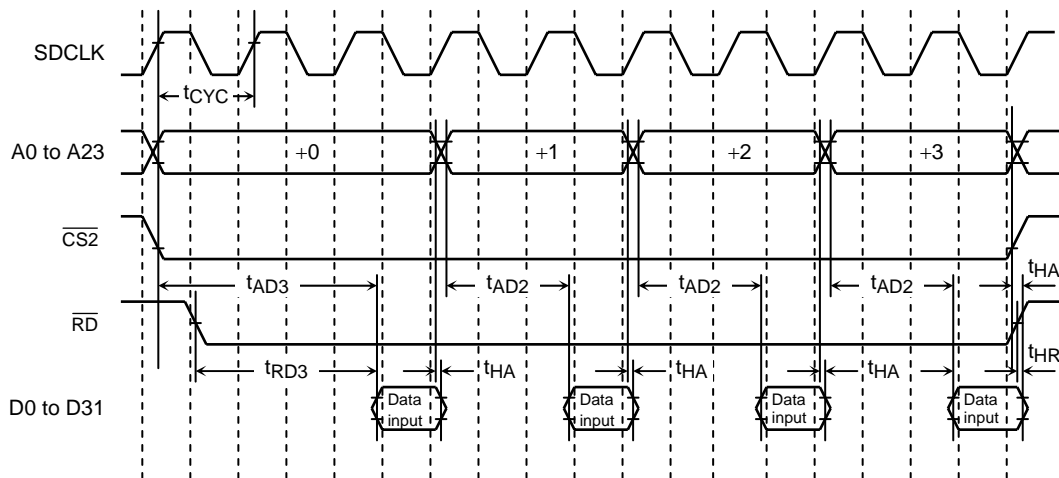 SDCLK
tCYC
A0 to A23
+0
+1
+2
+3
CS2
tAD3
tAD2
tAD2
tAD2
tHA
RD
tRD3
tHA
tHA
tHA
tHR
D0 to D31
Data input
Data input
Data input
Data input